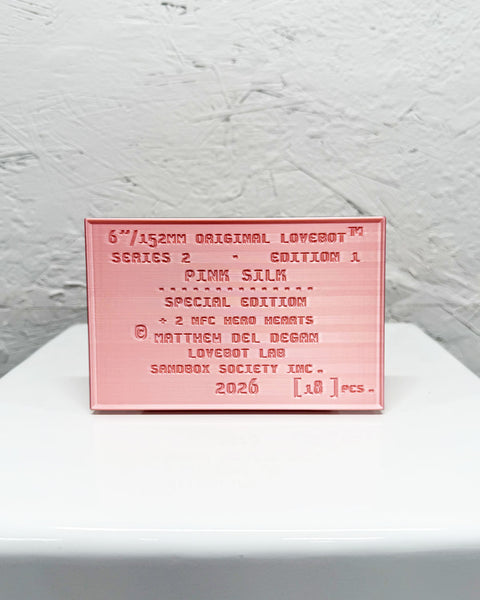 6"/152MM ORIGINAL LOVEBOT™
SERIES 2 - EDITION 1
PINK SILK
- - - - - - - - - - - - - -
SPECIAL EDITION
+ 2 NFC HERO HEARTS
© MATTHEW DEL DEGAN
LOVEBOT LAB
SANDBOX SOCIETY INC.
2026 [18] PCS.